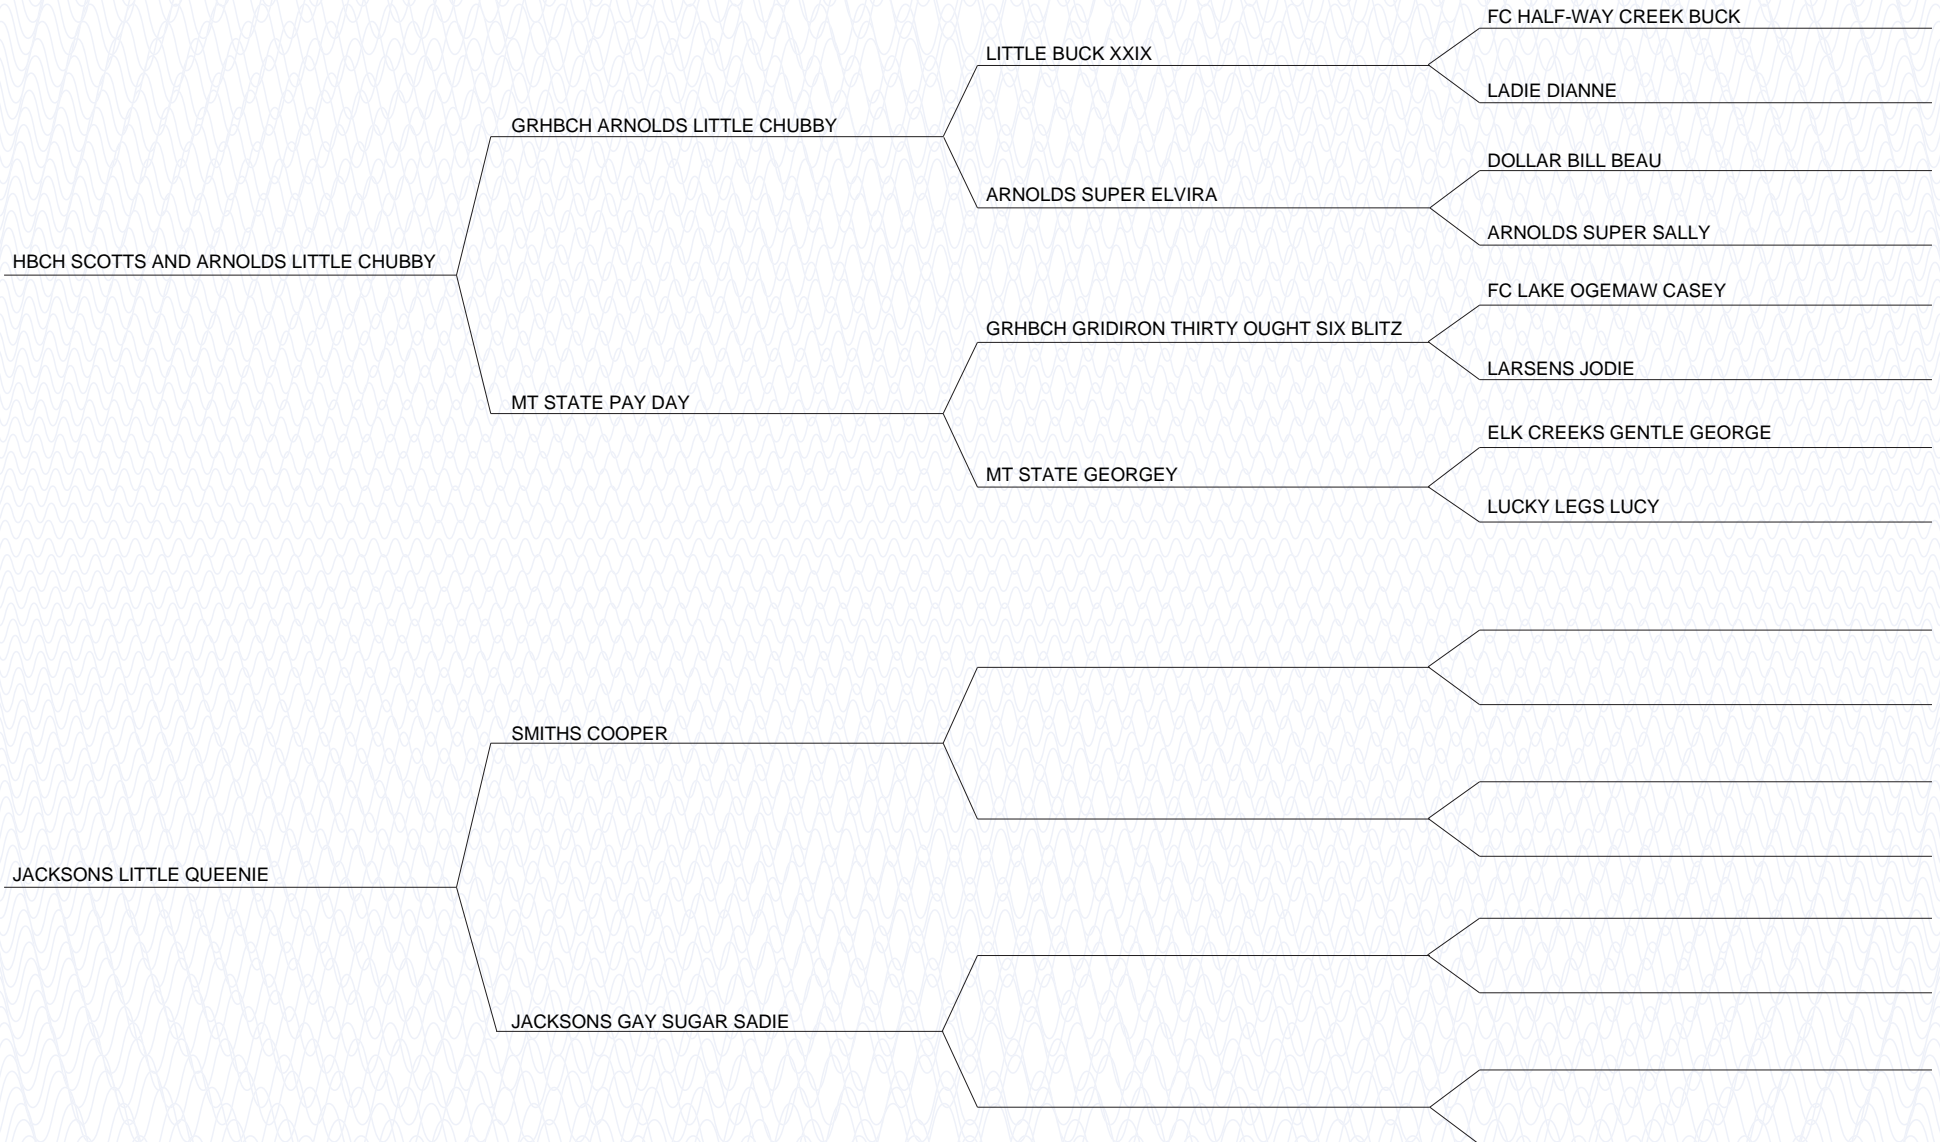 FC HALF-WAY CREEK BUCK
LITTLE BUCK XXIX
LADIE DIANNE
GRHBCH ARNOLDS LITTLE CHUBBY
DOLLAR BILL BEAU
ARNOLDS SUPER ELVIRA
ARNOLDS SUPER SALLY
HBCH SCOTTS AND ARNOLDS LITTLE CHUBBY
FC LAKE OGEMAW CASEY
GRHBCH GRIDIRON THIRTY OUGHT SIX BLITZ
LARSENS JODIE
MT STATE PAY DAY
ELK CREEKS GENTLE GEORGE
MT STATE GEORGEY
LUCKY LEGS LUCY
SMITHS COOPER
JACKSONS LITTLE QUEENIE
JACKSONS GAY SUGAR SADIE